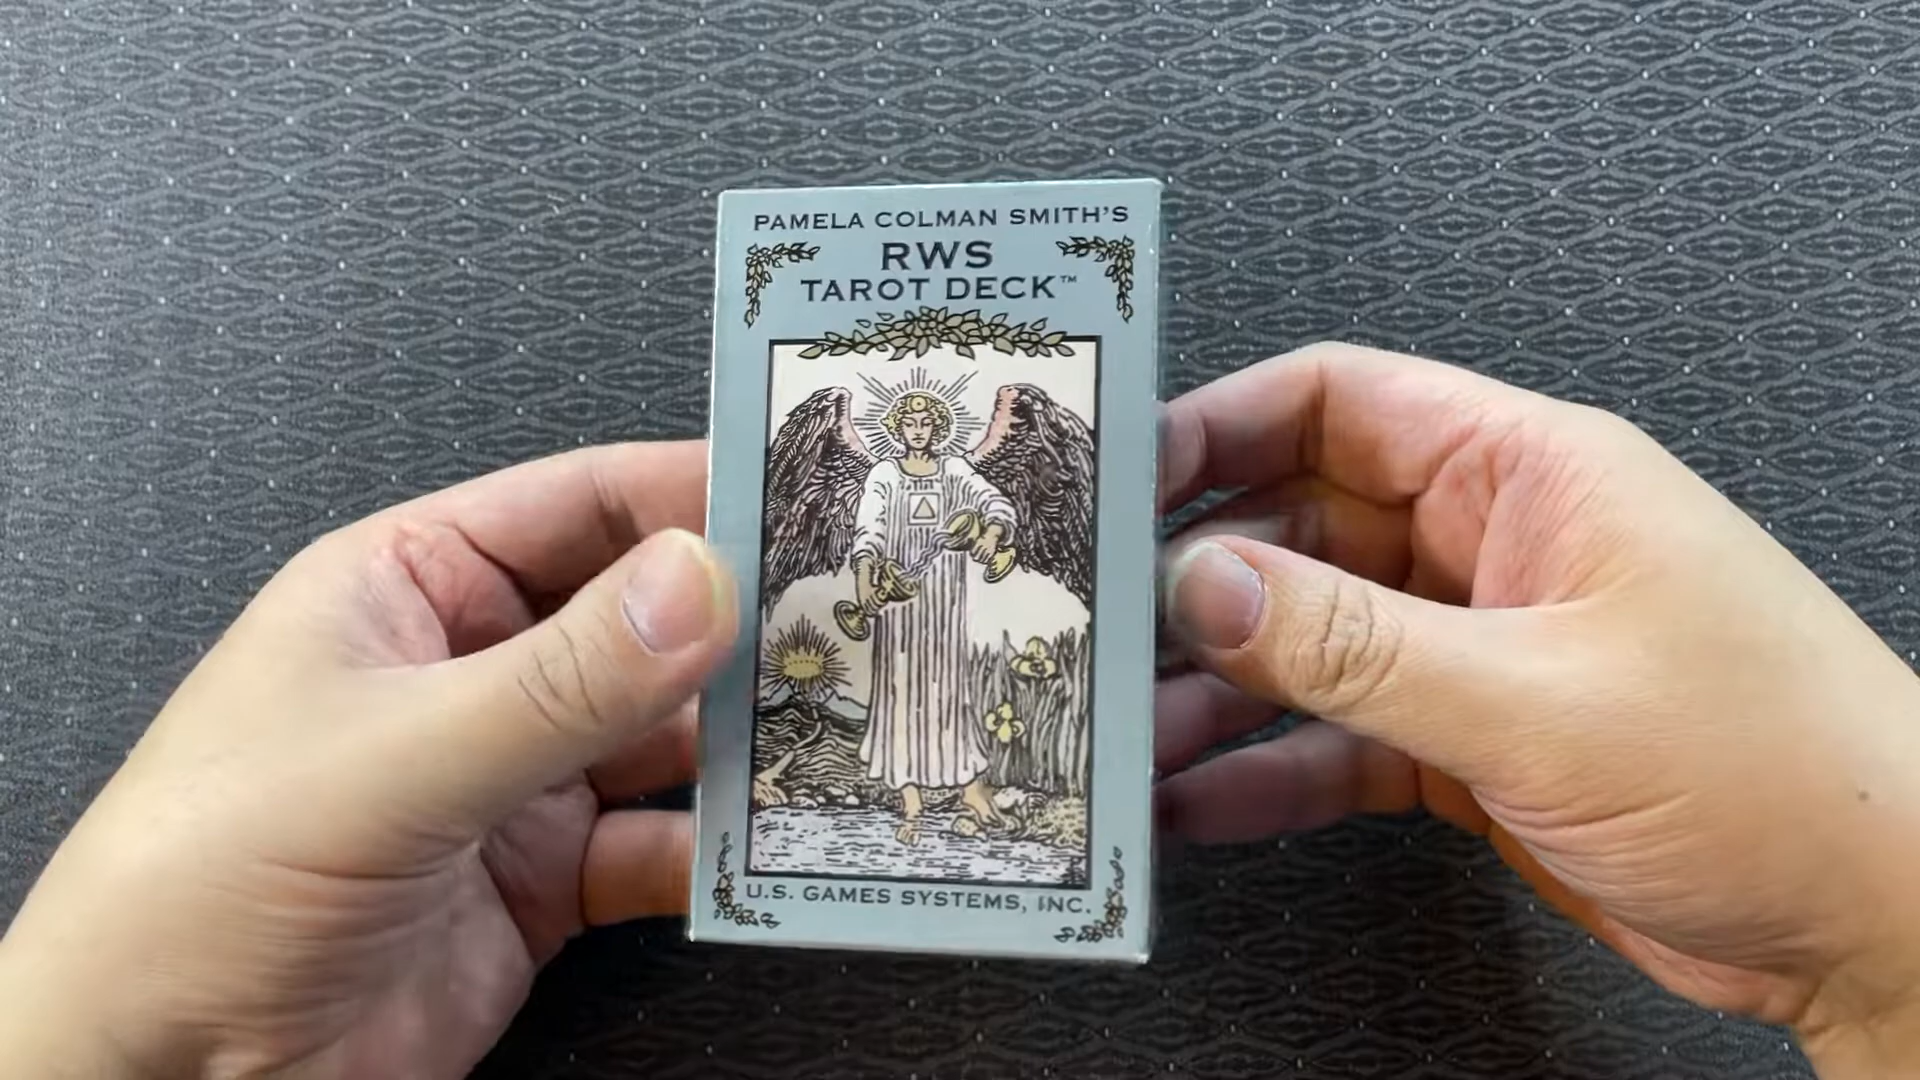 PAMELA COLMAN SMITH'S
RWS
TAROT DECK™
U.S. GAMES SYSTEMS, INC.